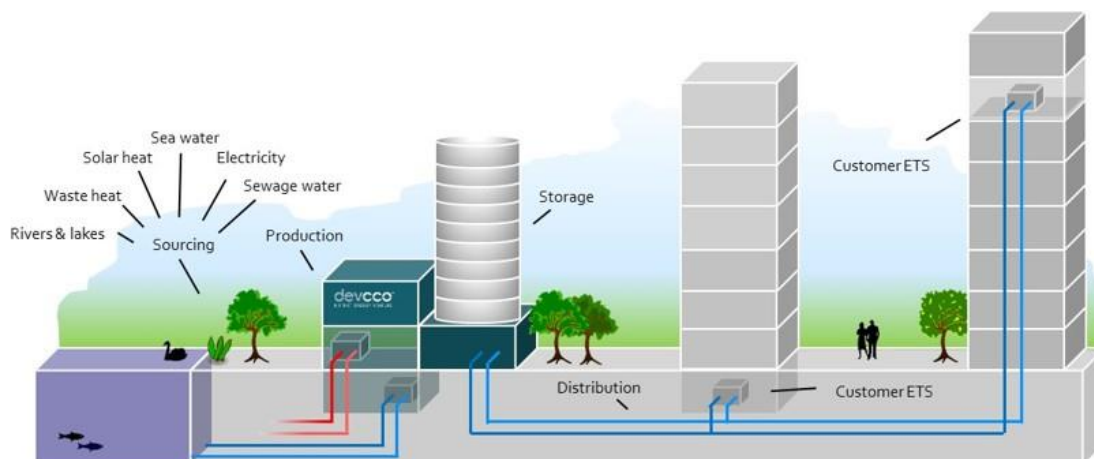 Sea water
Solar heat
Electricity
Waste heat
Sewage water
Rivers & lakes
Sourcing
Production
devcco
Storage
Customer ETS
Distribution
Customer ETS